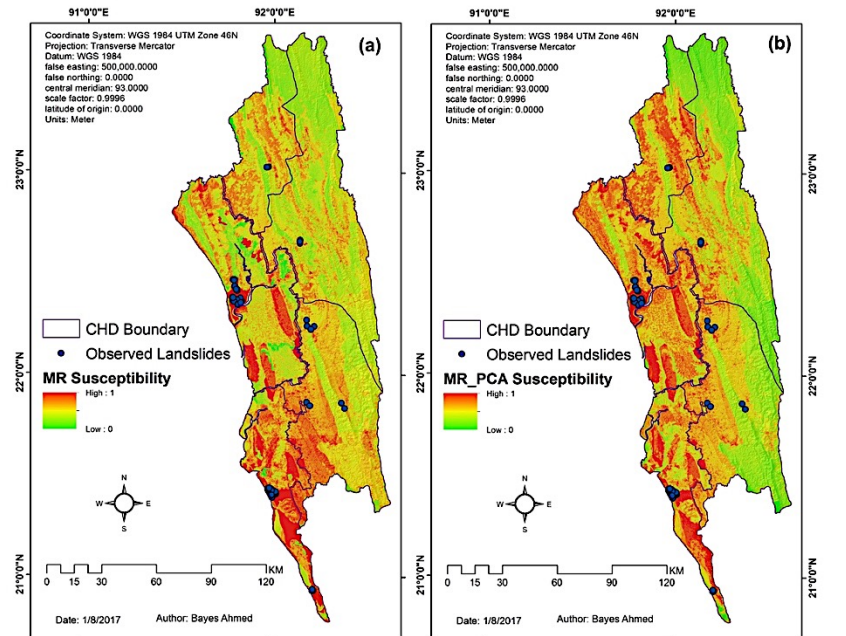 91°0'0"E
92°0'0"E
Coordinate System: WGS 1984 UTM Zone 46N
Projection: Transverse Mercator
Datum: WGS 1984
false easting: 500,000.0000
false northing: 0.0000
central meridian: 93.0000
scale factor: 0.9996
latitude of origin: 0.0000
Units: Meter
(a)
23°0'0"N
22°0'0"N
21°0'0"N
CHD Boundary
Observed Landslides
MR Susceptibility
High : 1
Low : 0
N
W E
S
KM
0 7.5 15 30 60 90 120
Date: 1/8/2017 Author: Bayes Ahmed
91°0'0"E
92°0'0"E
Coordinate System: WGS 1984 UTM Zone 46N
Projection: Transverse Mercator
Datum: WGS 1984
false easting: 500,000.0000
false northing: 0.0000
central meridian: 93.0000
scale factor: 0.9996
latitude of origin: 0.0000
Units: Meter
(b)
23°0'0"N
22°0'0"N
21°0'0"N
CHD Boundary
Observed Landslides
MR_PCA Susceptibility
High : 1
Low : 0
N
W E
S
KM
0 7.5 15 30 60 90 120
Date: 1/8/2017 Author: Bayes Ahmed